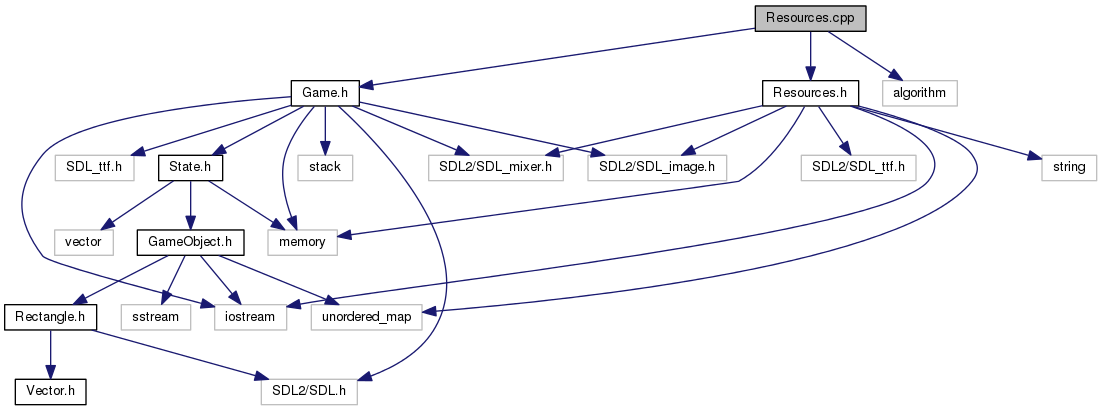 Resources.cpp
Game.h
Resources.h
algorithm
SDL_ttf.h
State.h
stack
SDL2/SDL_mixer.h
SDL2/SDL_image.h
SDL2/SDL_ttf.h
string
vector
GameObject.h
memory
Rectangle.h
sstream
iostream
unordered_map
Vector.h
SDL2/SDL.h